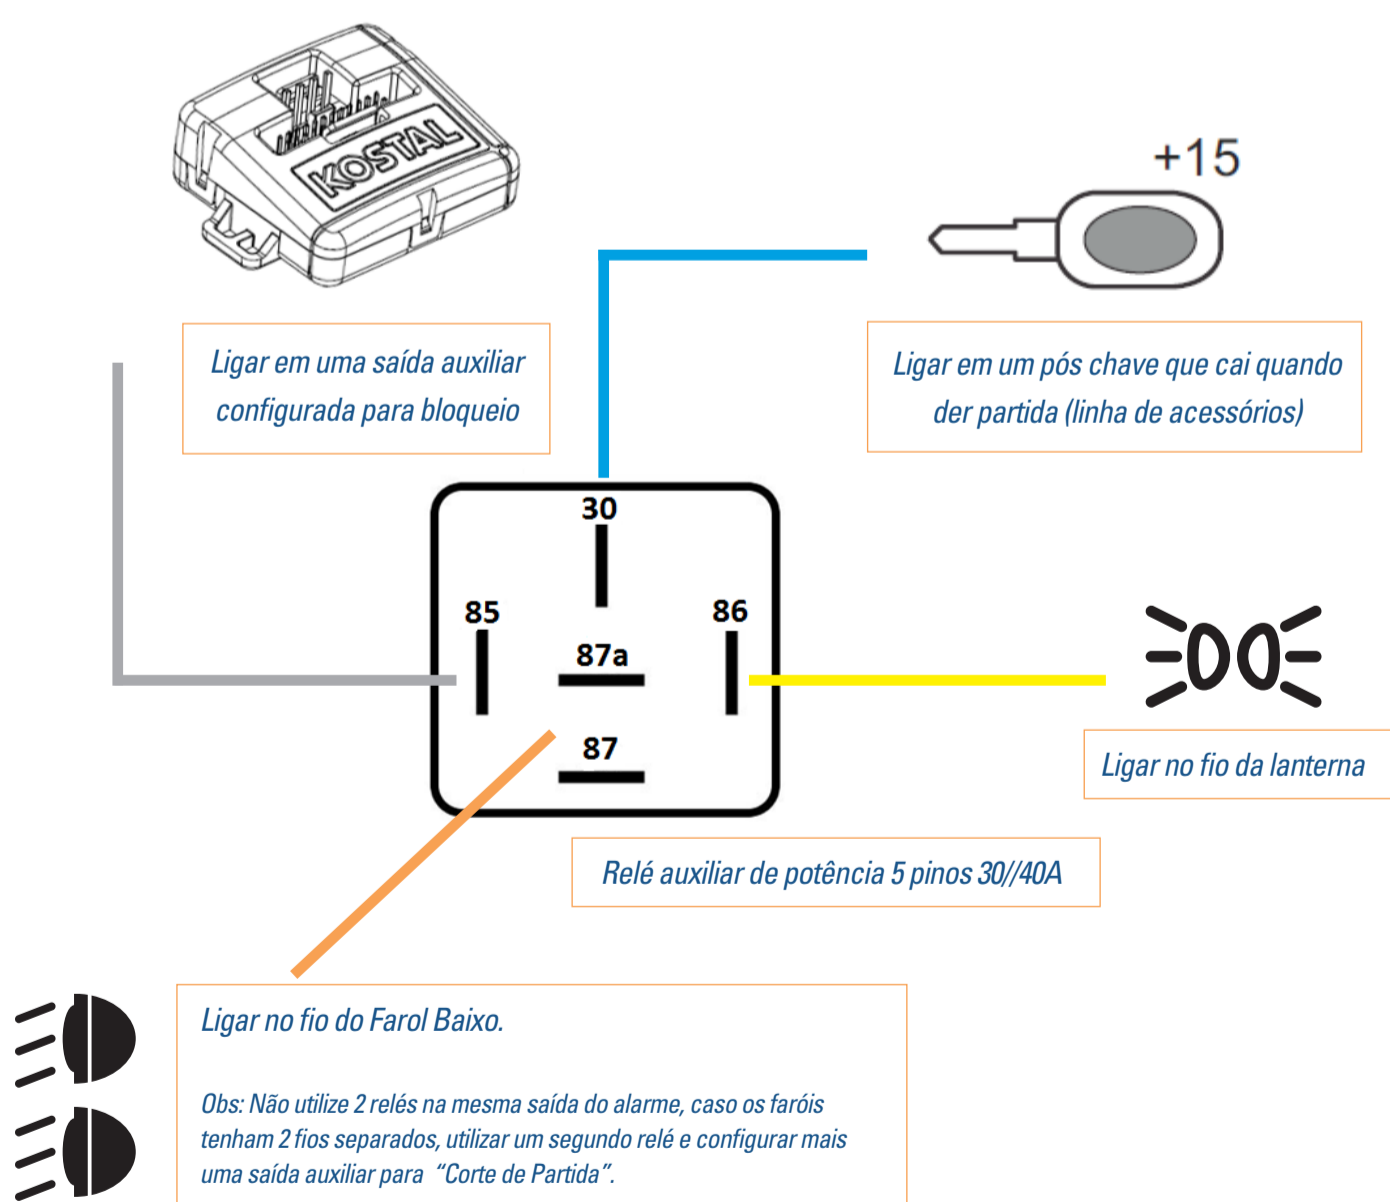 KOSTAL
+15
Ligar em uma saída auxiliar
configurada para bloqueio
Ligar em um pós chave que cai quando
der partida (linha de acessórios)
30
85
86
87a
87
Ligar no fio da lanterna
Relé auxiliar de potência 5 pinos 30//40A
Ligar no fio do Farol Baixo.
Obs: Não utilize 2 relés na mesma saída do alarme, caso os faróis
tenham 2 fios separados, utilizar um segundo relé e configurar mais
uma saída auxiliar para “Corte de Partida”.